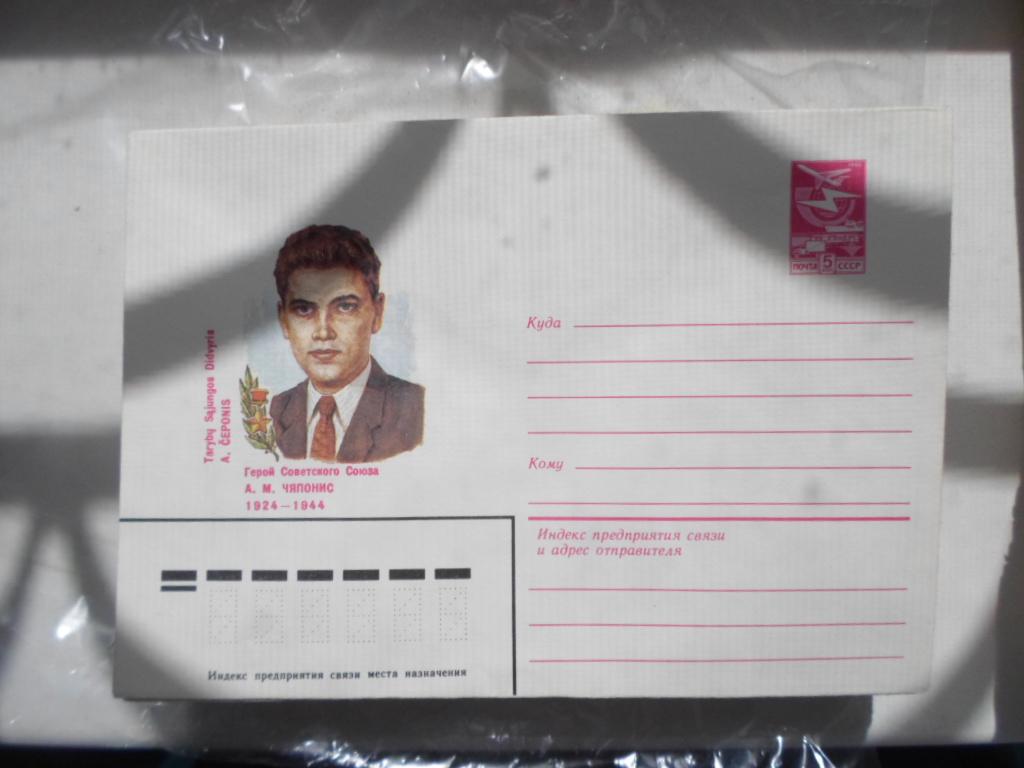 ПОЧТА 5 СССР
Tarybų Sąjungos Didvyris
A. ČEPONIS
Герой Советского Союза
А. М. ЧЯПОНИС
1924—1944
Куда
Кому
Индекс предприятия связи
и адрес отправителя
Индекс предприятия связи места назначения